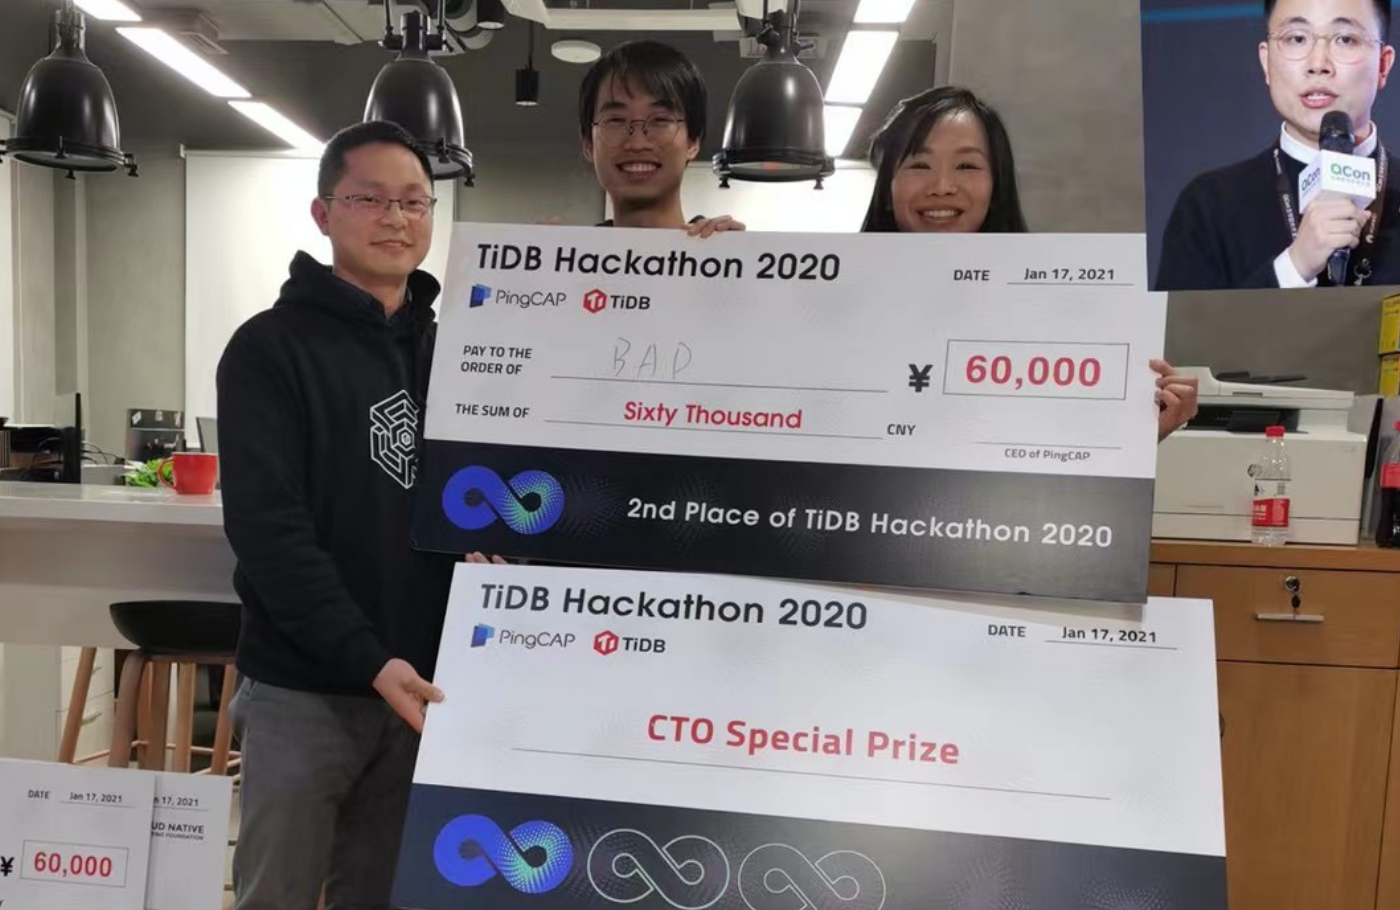 TiDB Hackathon 2020
DATE Jan 17, 2021
PingCAP TiDB
PAY TO THE
ORDER OF B.A.D
¥ 60,000
THE SUM OF Sixty Thousand CNY
CEO of PingCAP
2nd Place of TiDB Hackathon 2020
TiDB Hackathon 2020
DATE Jan 17, 2021
PingCAP TiDB
CTO Special Prize
DATE Jan 17, 2021
¥ 60,000
17, 2021
UD NATIVE
QCon
QCon